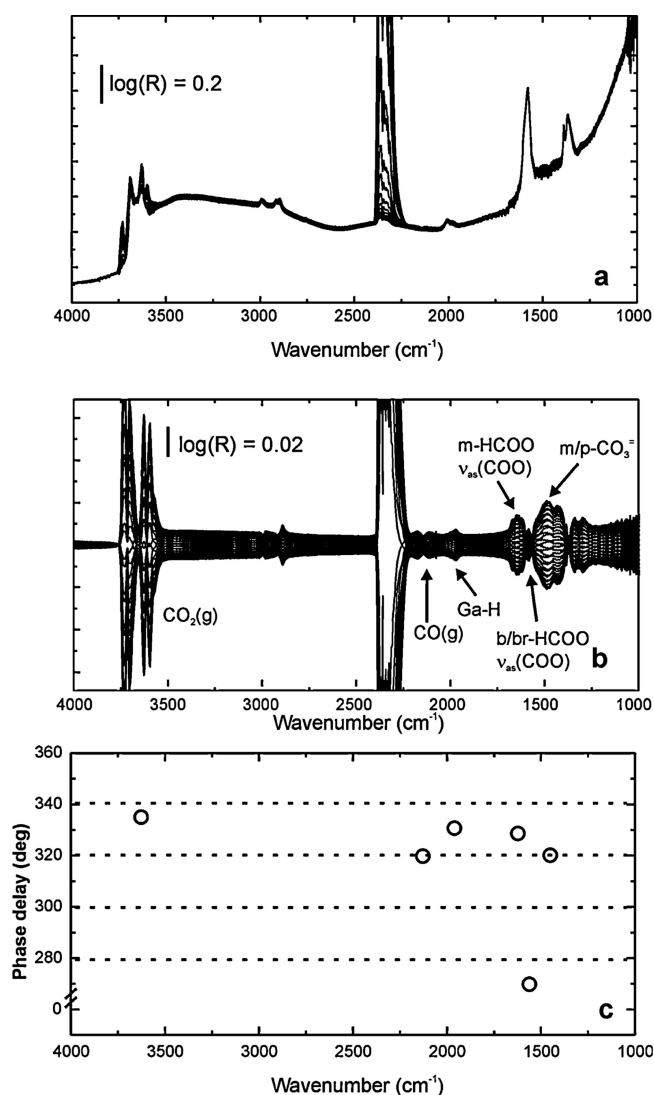 log(R) = 0.2
a
4000 3500 3000 2500 2000 1500 1000
Wavenumber (cm⁻¹)
log(R) = 0.02
m-HCOO
νas(COO)
m/p-CO₃⁼
CO₂(g)
Ga-H
CO(g)
b/br-HCOO
νas(COO)
b
4000 3500 3000 2500 2000 1500 1000
Wavenumber (cm⁻¹)
360
340
320
300
280
0
Phase delay (deg)
c
4000 3500 3000 2500 2000 1500 1000
Wavenumber (cm⁻¹)